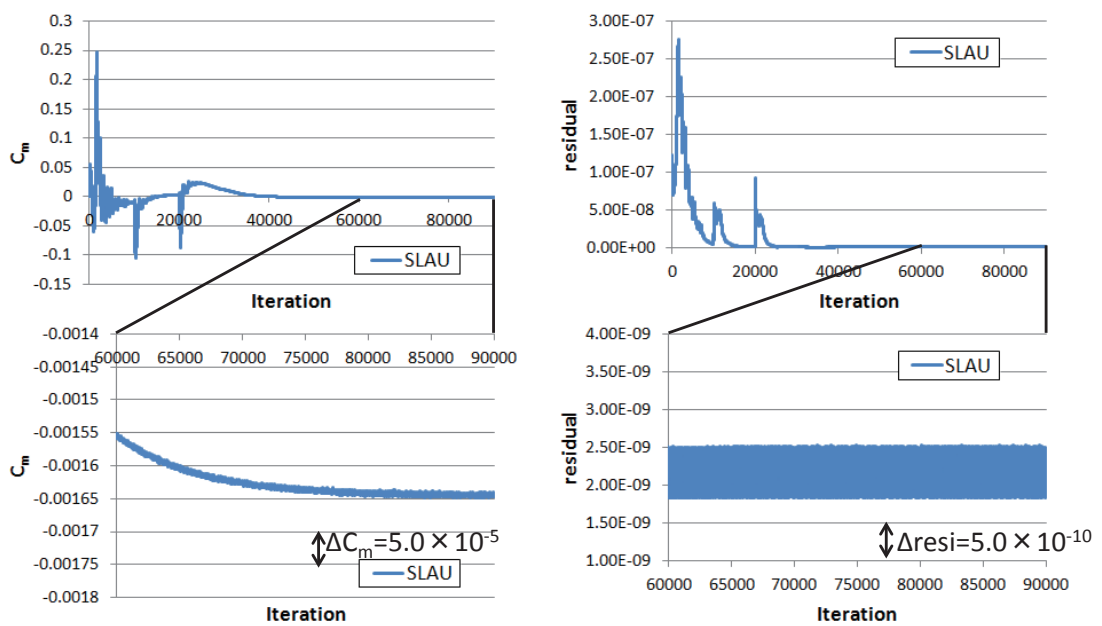 0.3
0.25
0.2
0.15
0.1
0.05
0
-0.05
-0.1
-0.15
Cₘ
0 20000 40000 60000 80000
SLAU
Iteration
3.00E-07
2.50E-07
2.00E-07
1.50E-07
1.00E-07
5.00E-08
0.00E+00
residual
0 20000 40000 60000 80000
SLAU
Iteration
-0.0014
-0.00145
-0.0015
-0.00155
-0.0016
-0.00165
-0.0017
-0.00175
-0.0018
Cₘ
60000 65000 70000 75000 80000 85000 90000
ΔCₘ=5.0×10⁻⁵
SLAU
Iteration
4.00E-09
3.50E-09
3.00E-09
2.50E-09
2.00E-09
1.50E-09
1.00E-09
residual
SLAU
Δresi=5.0×10⁻¹⁰
60000 65000 70000 75000 80000 85000 90000
Iteration